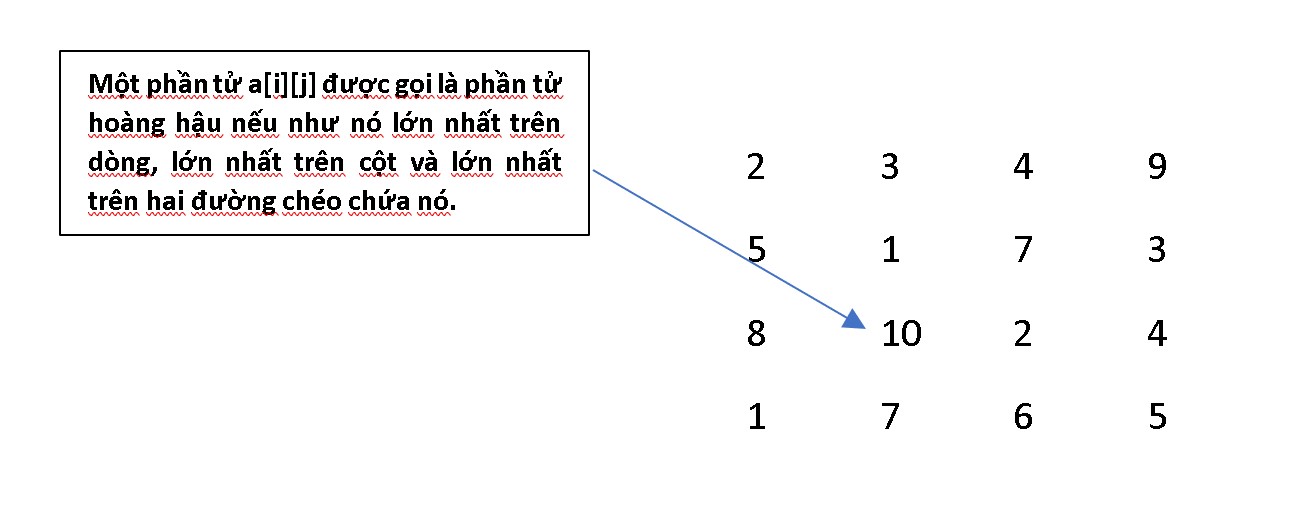 Một phần tử a[i][j] được gọi là phần tử
hoàng hậu nếu như nó lớn nhất trên
dòng, lớn nhất trên cột và lớn nhất
trên hai đường chéo chứa nó.
2 3 4 9
5 1 7 3
8 10 2 4
1 7 6 5